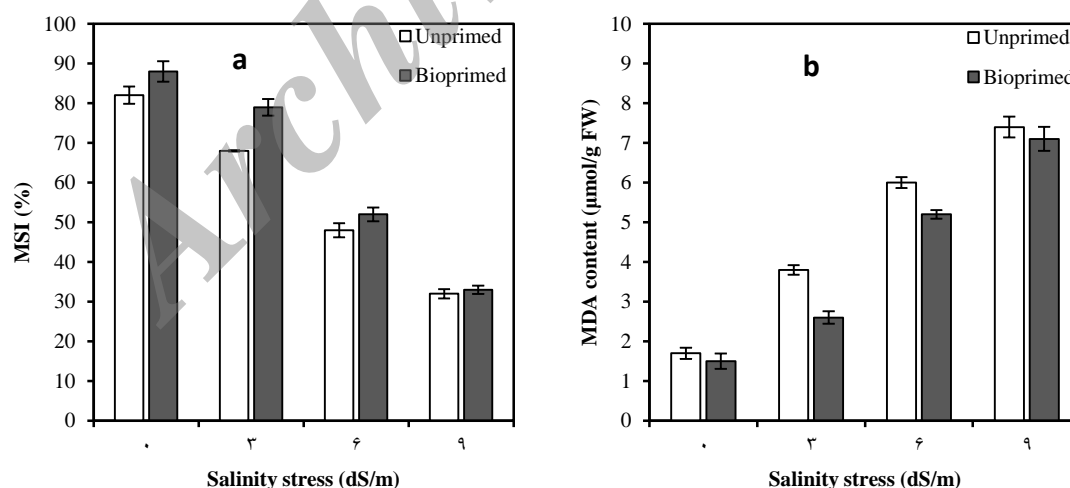 100
90
80
70
60
50
40
30
20
10
0
MSI (%)
a
Unprimed
Bioprimed
۰ ۳ ۶ ۹
Salinity stress (dS/m)
10
9
8
7
6
5
4
3
2
1
0
MDA content (µmol/g FW)
b
Unprimed
Bioprimed
۰ ۳ ۶ ۹
Salinity stress (dS/m)